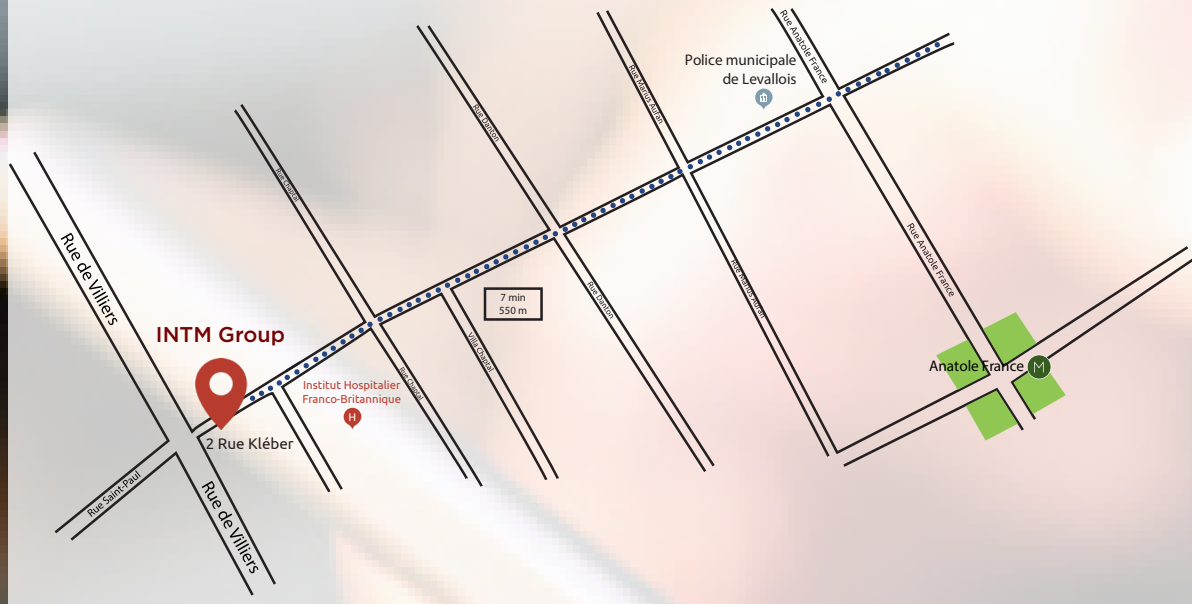 Rue Anatole France
Police municipale
de Levallois
Rue Marius Aufan
Rue Danton
Rue Chaptal
Rue Anatole France
Rue de Villiers
Rue Marius Aufan
Rue Danton
7 min
550 m
INTM Group
Villa Chaptal
Anatole France
M
Rue Chaptal
Institut Hospitalier
Franco-Britannique
H
2 Rue Kléber
Rue Saint-Paul
Rue de Villiers